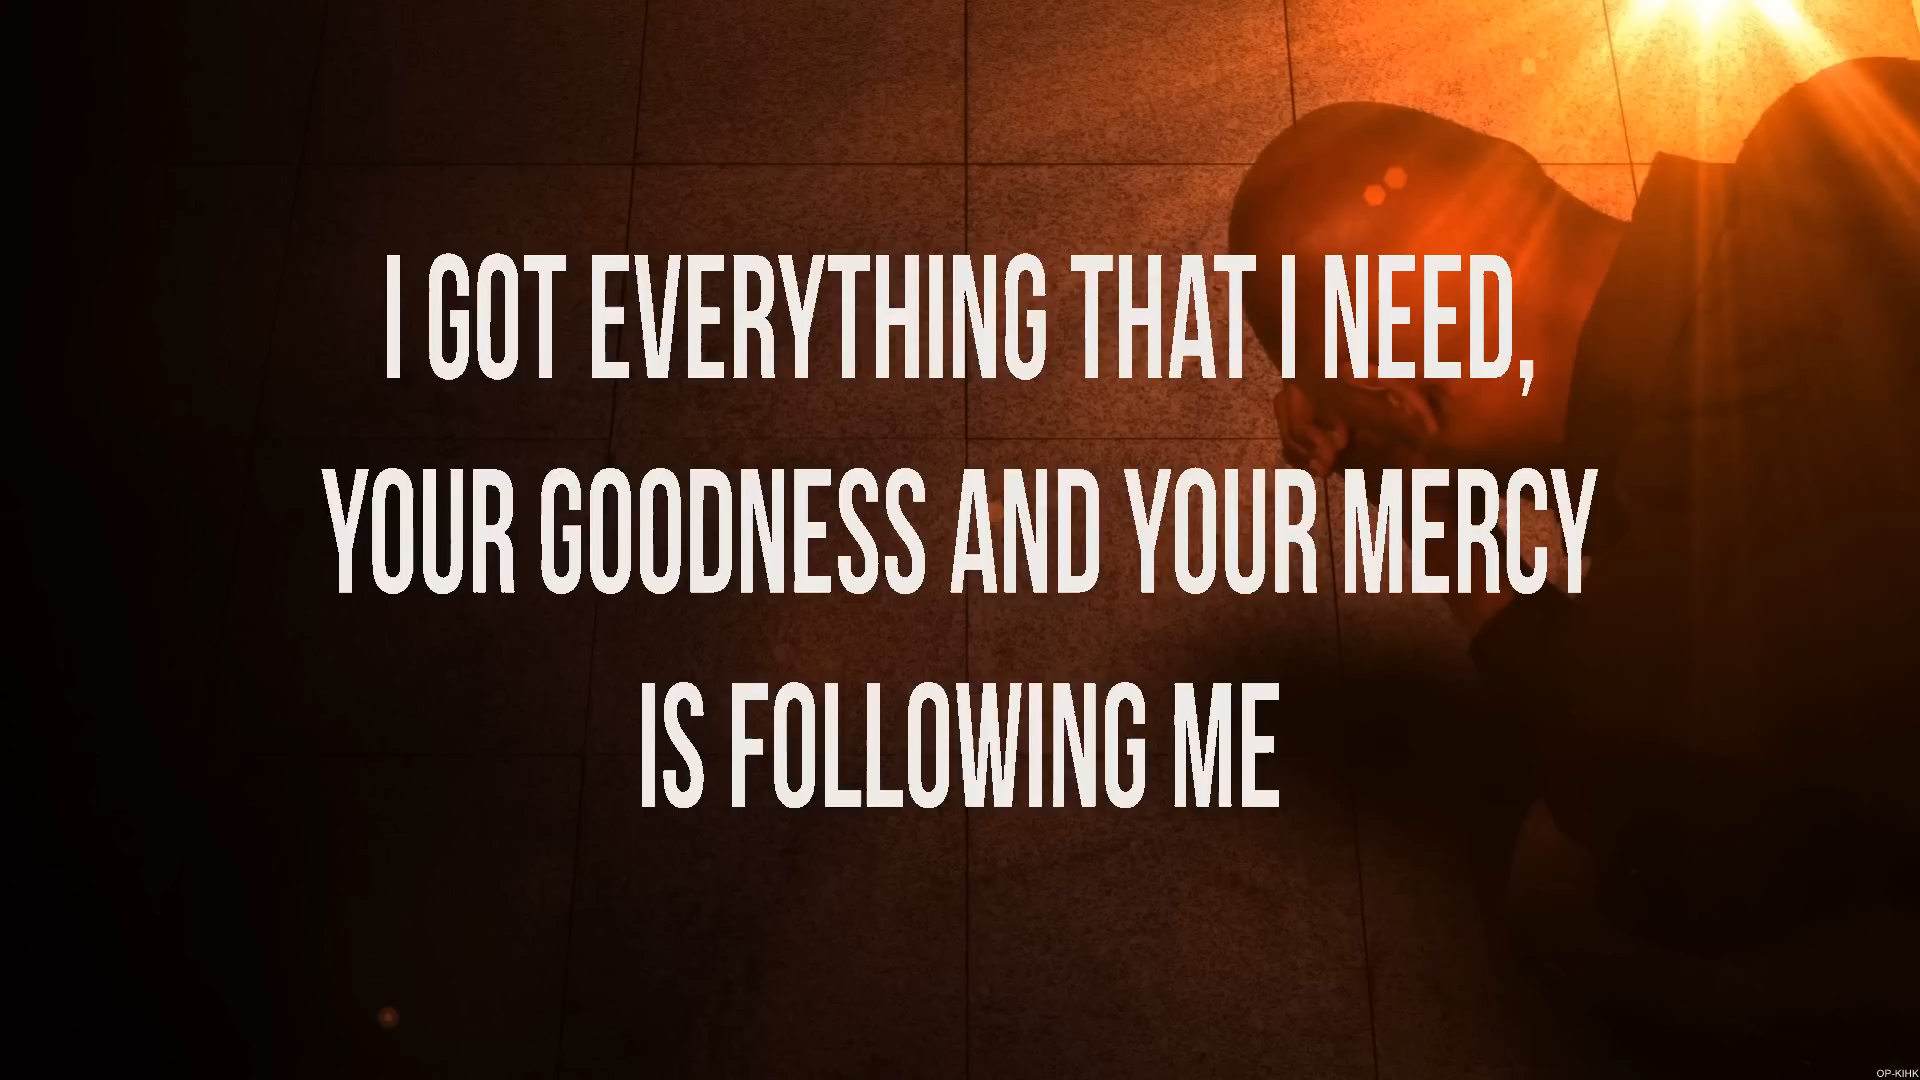 I GOT EVERYTHING THAT I NEED,
YOUR GOODNESS AND YOUR MERCY
IS FOLLOWING ME
OP-KIHK